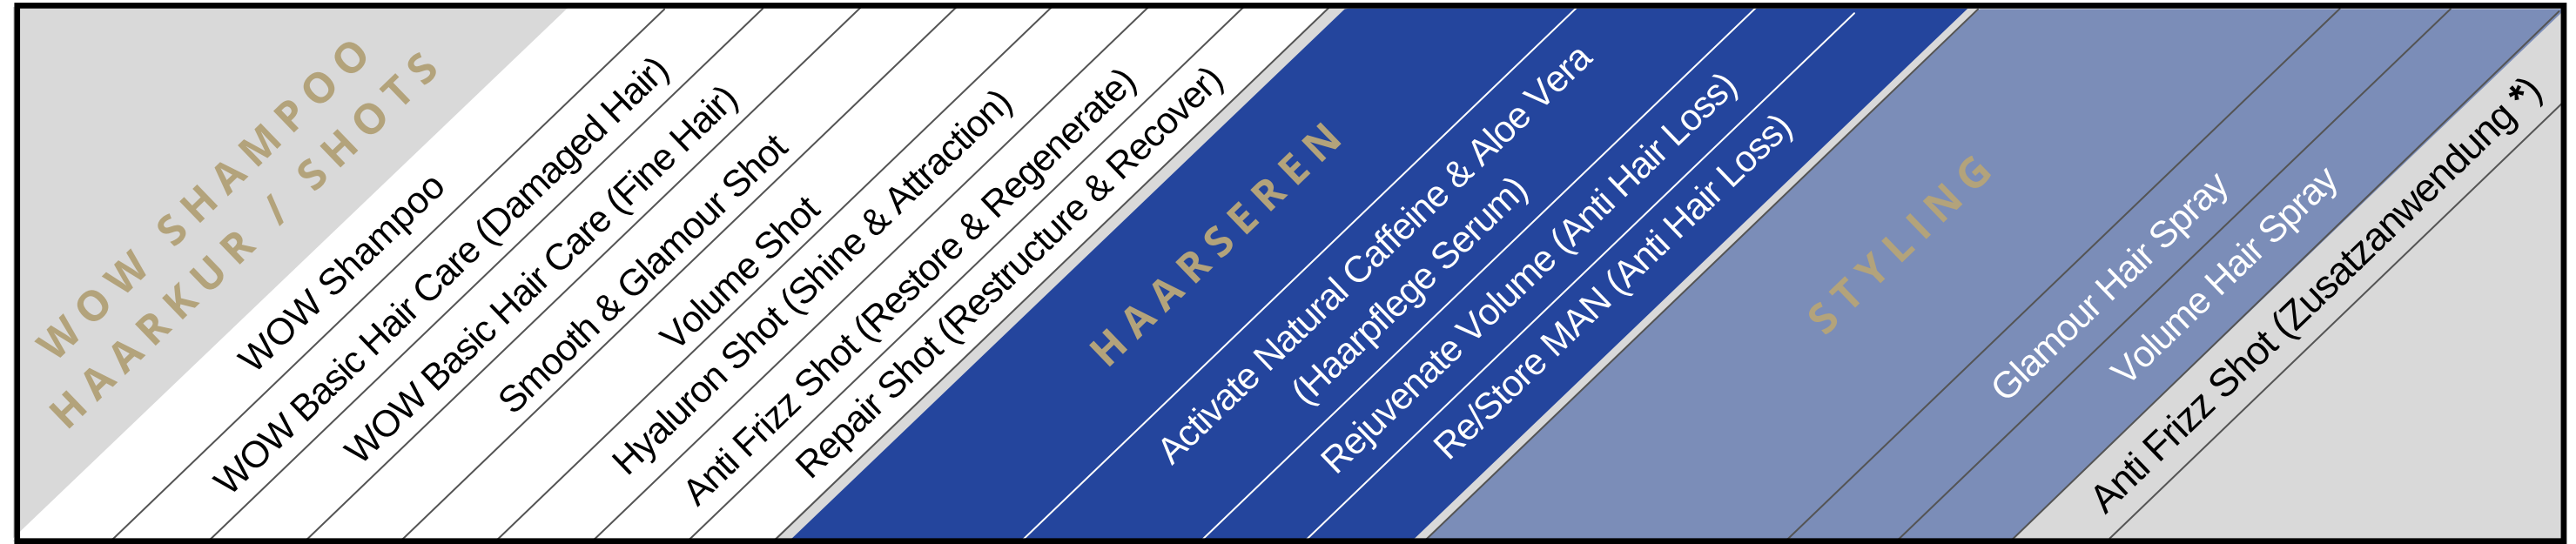 WOW SHAMPOO
HAARKUR / SHOTS
WOW Shampoo
WOW Basic Hair Care (Damaged Hair)
WOW Basic Hair Care (Fine Hair)
Smooth & Glamour Shot
Volume Shot
Hyaluron Shot (Shine & Attraction)
Anti Frizz Shot (Restore & Regenerate)
Repair Shot (Restructure & Recover)
HAARSEREN
Activate Natural Caffeine & Aloe Vera
(Haarpflege Serum)
Rejuvenate Volume (Anti Hair Loss)
Re/Store MAN (Anti Hair Loss)
STYLING
Glamour Hair Spray
Volume Hair Spray
Anti Frizz Shot (Zusatzanwendung *)